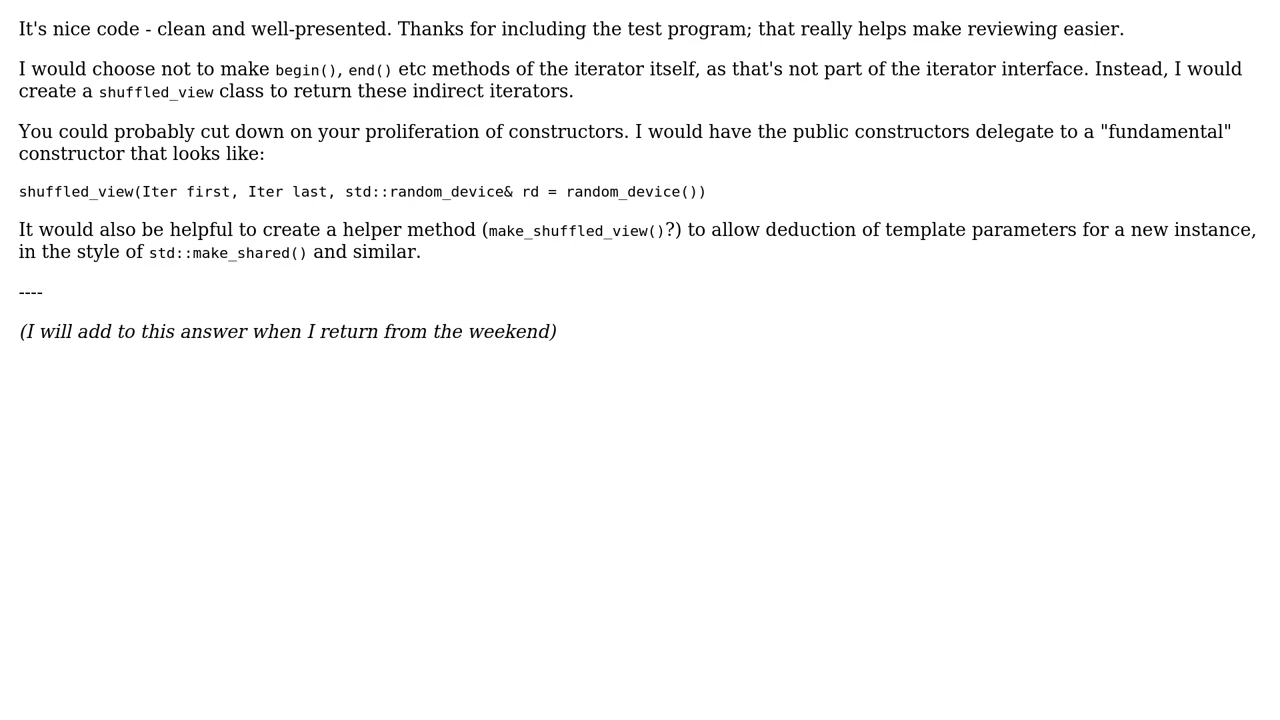 It's nice code - clean and well-presented. Thanks for including the test program; that really helps make reviewing easier.
I would choose not to make begin(), end() etc methods of the iterator itself, as that's not part of the iterator interface. Instead, I would
create a shuffled_view class to return these indirect iterators.
You could probably cut down on your proliferation of constructors. I would have the public constructors delegate to a "fundamental"
constructor that looks like:
shuffled_view(Iter first, Iter last, std::random_device& rd = random_device())
It would also be helpful to create a helper method (make_shuffled_view()?) to allow deduction of template parameters for a new instance,
in the style of std::make_shared() and similar.
----
(I will add to this answer when I return from the weekend)